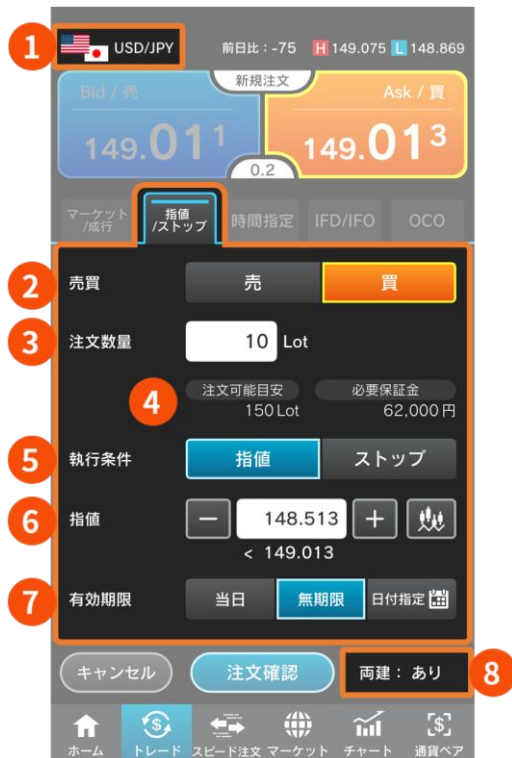 1
USD/JPY
前日比:-75 H 149.075 L 148.869
新規注文
Bid / 売
Ask / 買
149.011
149.013
0.2
マーケット
/成行
指値
/ストップ
時間指定
IFD/IFO
OCO
2 売買 売 買
3 注文数量 10 Lot
4 注文可能目安 必要保証金
150 Lot 62,000円
5 執行条件 指値 ストップ
6 指値 − 148.513 +
< 149.013
7 有効期限 当日 無期限 日付指定
キャンセル 注文確認 両建: あり 8
ホーム トレード スピード注文 マーケット チャート 通貨ペア